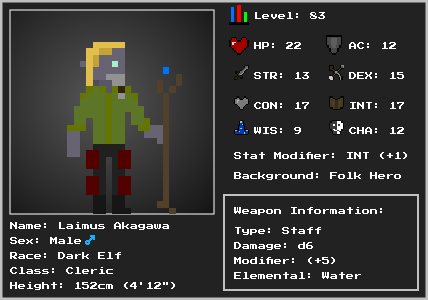 Level: 83
HP: 22 AC: 12
STR: 13 DEX: 15
CON: 17 INT: 17
WIS: 9 CHA: 12
Stat Modifier: INT (+1)
Background: Folk Hero
Weapon Information:
Type: Staff
Damage: d6
Modifier: (+5)
Elemental: Water
Name: Laimus Akagawa
Sex: Male♂
Race: Dark Elf
Class: Cleric
Height: 152cm (4'12")